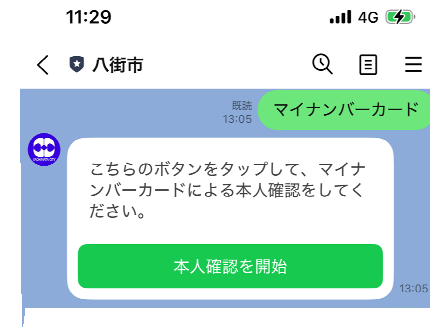 11:29
4G
八街市
マイナンバーカード
既読
13:05
こちらのボタンをタップして、マイナ
ンバーカードによる本人確認をしてく
ださい。
本人確認を開始
13:05